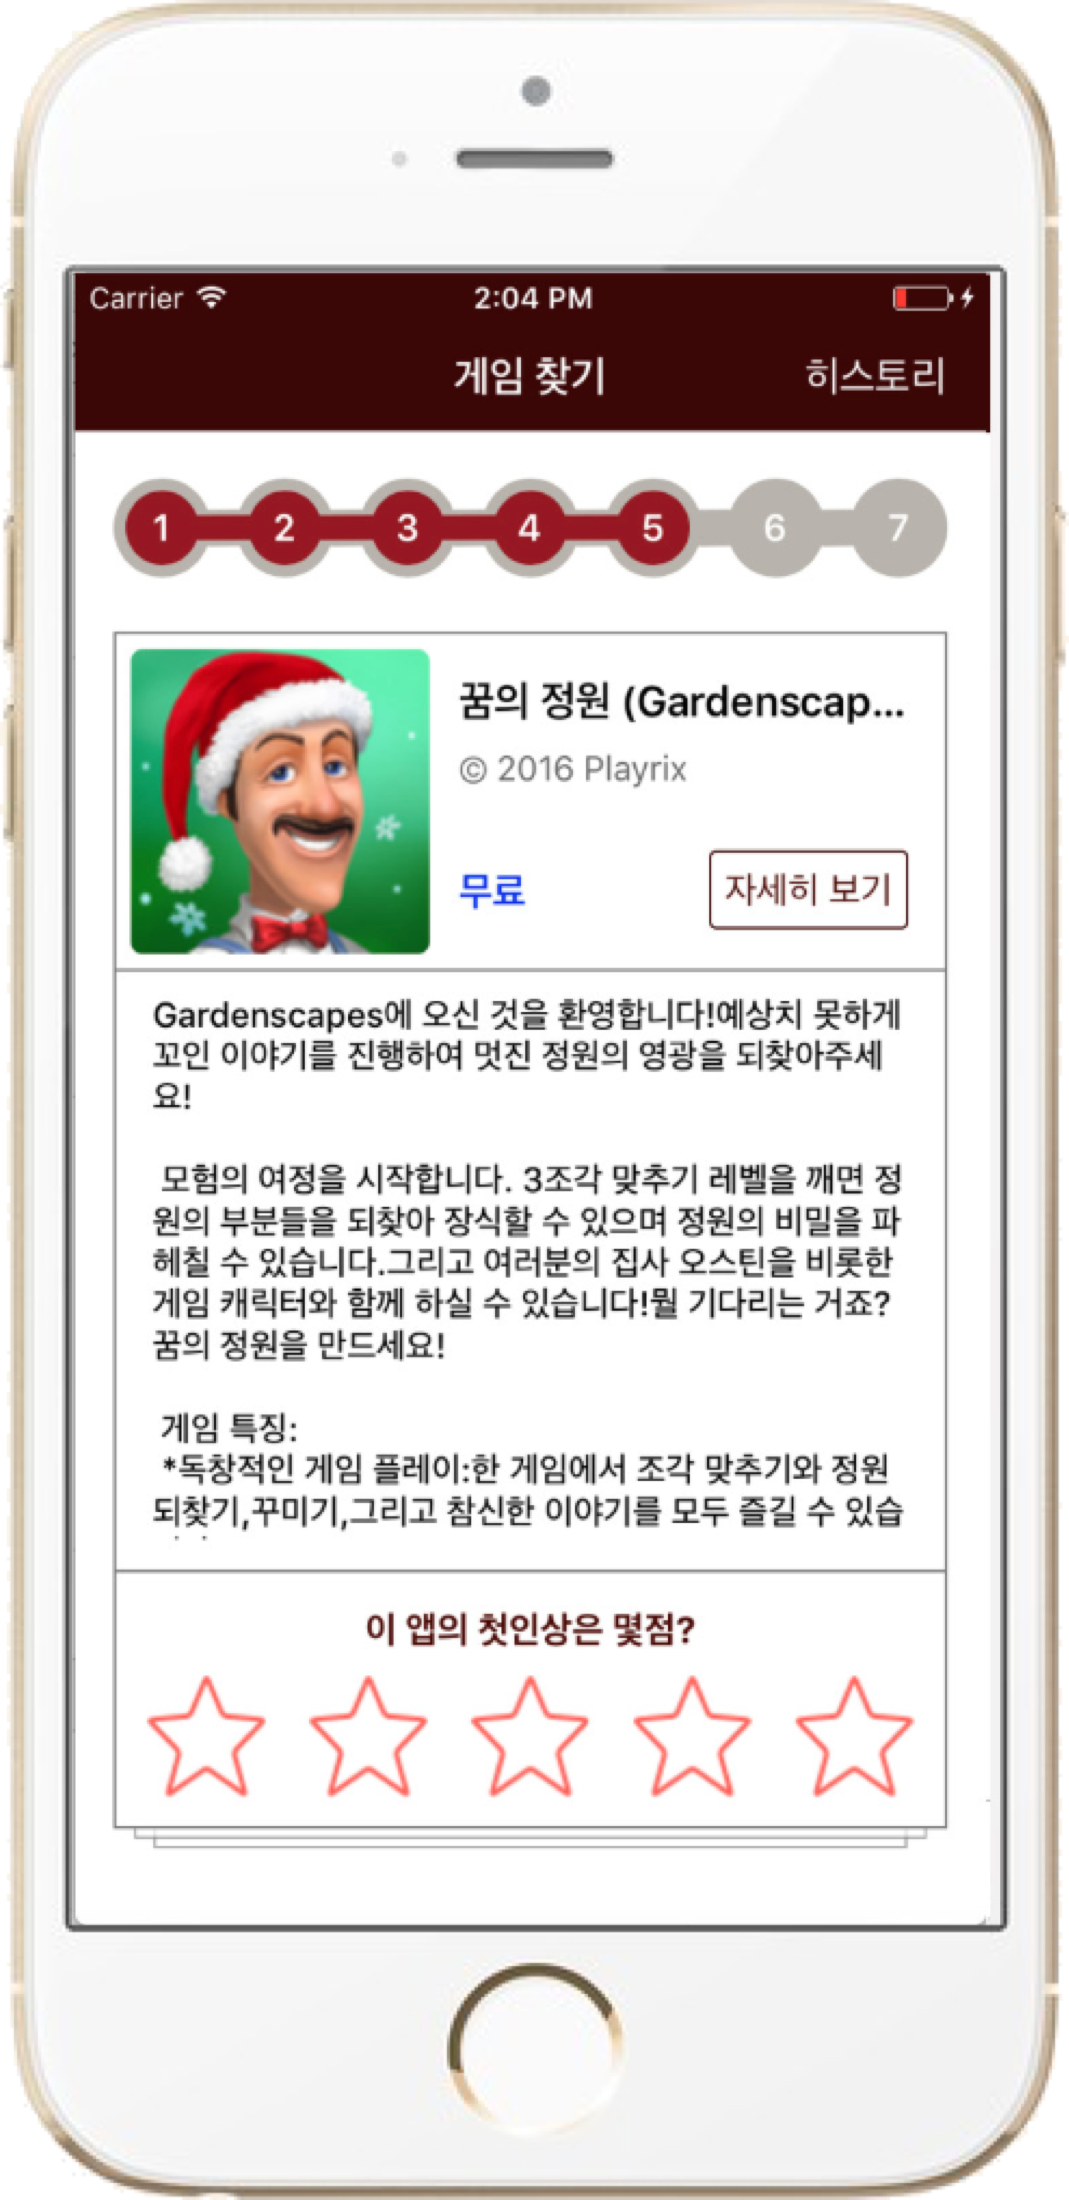 Carrier 2:04 PM
게임 찾기 히스토리
1 2 3 4 5 6 7
꿈의 정원 (Gardenscap...
© 2016 Playrix
무료 자세히 보기
Gardenscapes에 오신 것을 환영합니다!예상치 못하게
꼬인 이야기를 진행하여 멋진 정원의 영광을 되찾아주세
요!
모험의 여정을 시작합니다. 3조각 맞추기 레벨을 깨면 정
원의 부분들을 되찾아 장식할 수 있으며 정원의 비밀을 파
헤칠 수 있습니다.그리고 여러분의 집사 오스틴을 비롯한
게임 캐릭터와 함께 하실 수 있습니다!뭘 기다리는 거죠?
꿈의 정원을 만드세요!
게임 특징:
*독창적인 게임 플레이:한 게임에서 조각 맞추기와 정원
되찾기,꾸미기,그리고 참신한 이야기를 모두 즐길 수 있습
이 앱의 첫인상은 몇점?